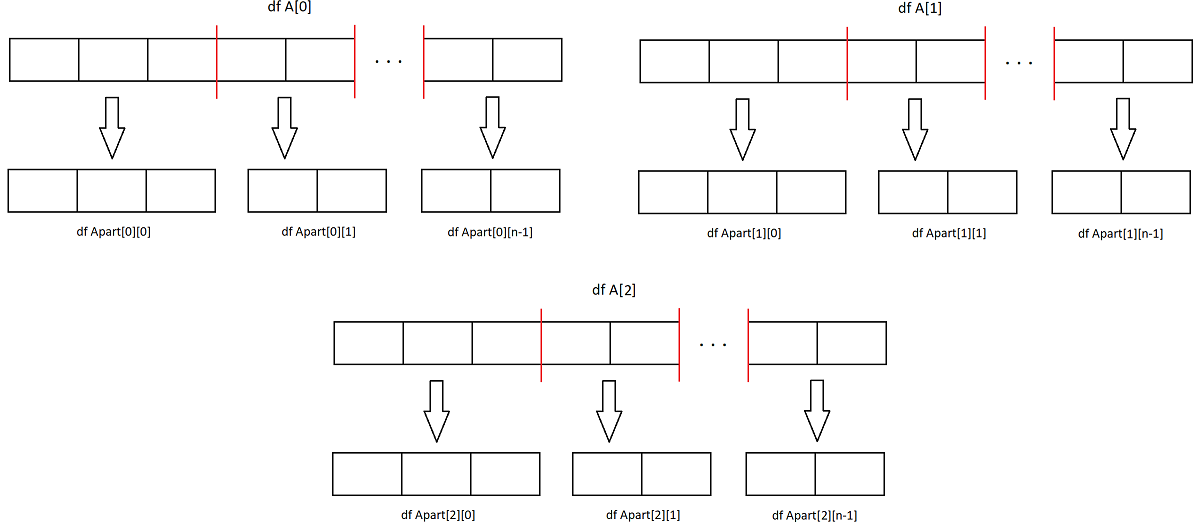 df A[0]
. . .
df Apart[0][0]
df Apart[0][1]
df Apart[0][n-1]
df A[1]
. . .
df Apart[1][0]
df Apart[1][1]
df Apart[1][n-1]
df A[2]
. . .
df Apart[2][0]
df Apart[2][1]
df Apart[2][n-1]